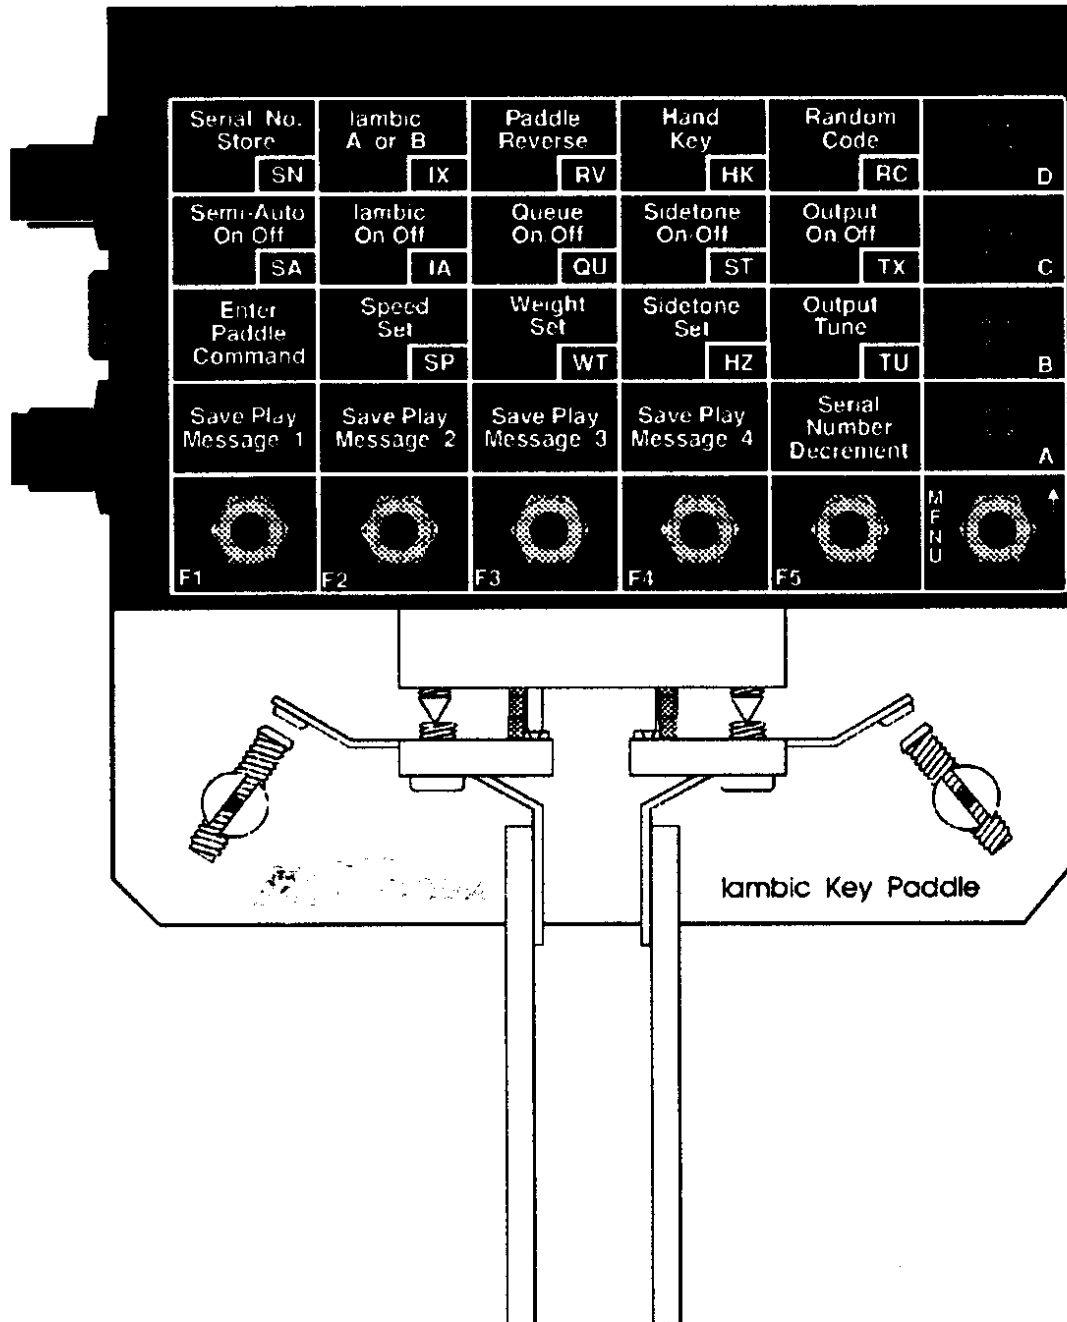 Serial No.
Store
SN
Iambic
A or B
IX
Paddle
Reverse
RV
Hand
Key
HK
Random
Code
RC
D
Semi-Auto
On Off
SA
Iambic
On Off
IA
Queue
On Off
QU
Sidetone
On Off
ST
Output
On Off
TX
C
Enter
Paddle
Command
Speed
Set
SP
Weight
Set
WT
Sidetone
Set
HZ
Output
Tune
TU
B
Save Play
Message 1
Save Play
Message 2
Save Play
Message 3
Save Play
Message 4
Serial
Number
Decrement
A
F1
F2
F3
F4
F5
MENU
Iambic Key Paddle